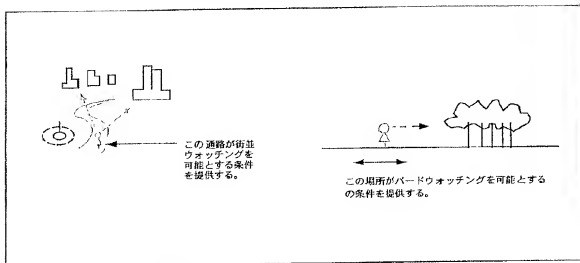 この通路が街並
ウォッチングを
可能とする条件
を提供する。
この場所がバードウォッチングを可能とする
の条件を提供する。